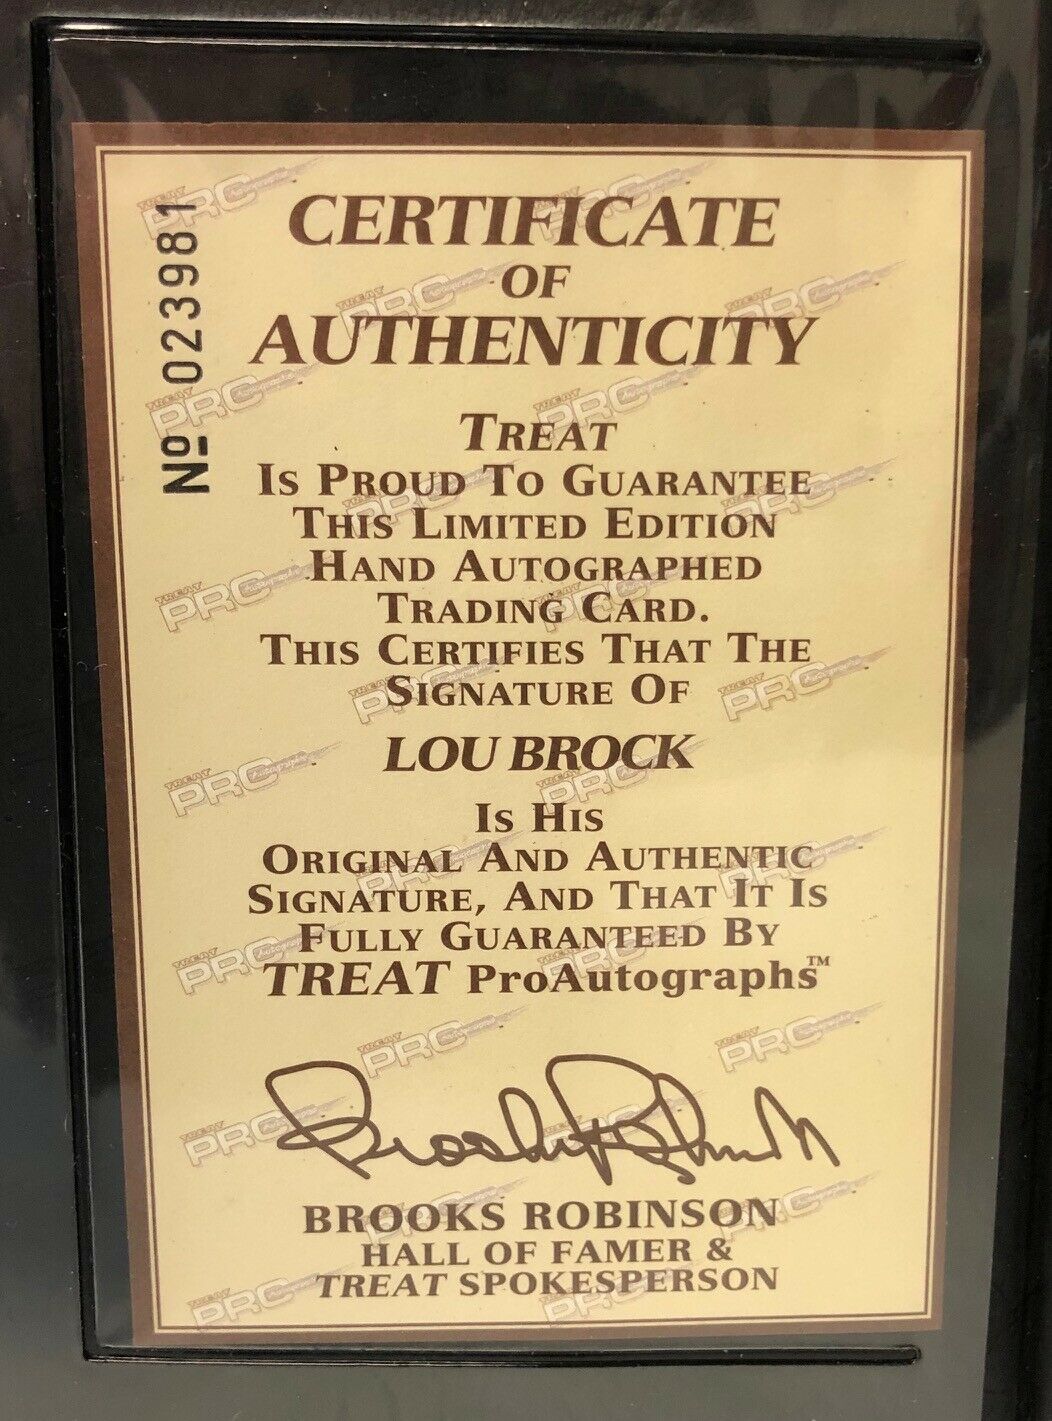 Nº 023981
CERTIFICATE
OF
AUTHENTICITY
TREAT
IS PROUD TO GUARANTEE
THIS LIMITED EDITION
HAND AUTOGRAPHED
TRADING CARD.
THIS CERTIFIES THAT THE
SIGNATURE OF
LOU BROCK
IS HIS
ORIGINAL AND AUTHENTIC
SIGNATURE, AND THAT IT IS
FULLY GUARANTEED BY
TREAT ProAutographs™
Brooks Robinson
BROOKS ROBINSON
HALL OF FAMER &
TREAT SPOKESPERSON